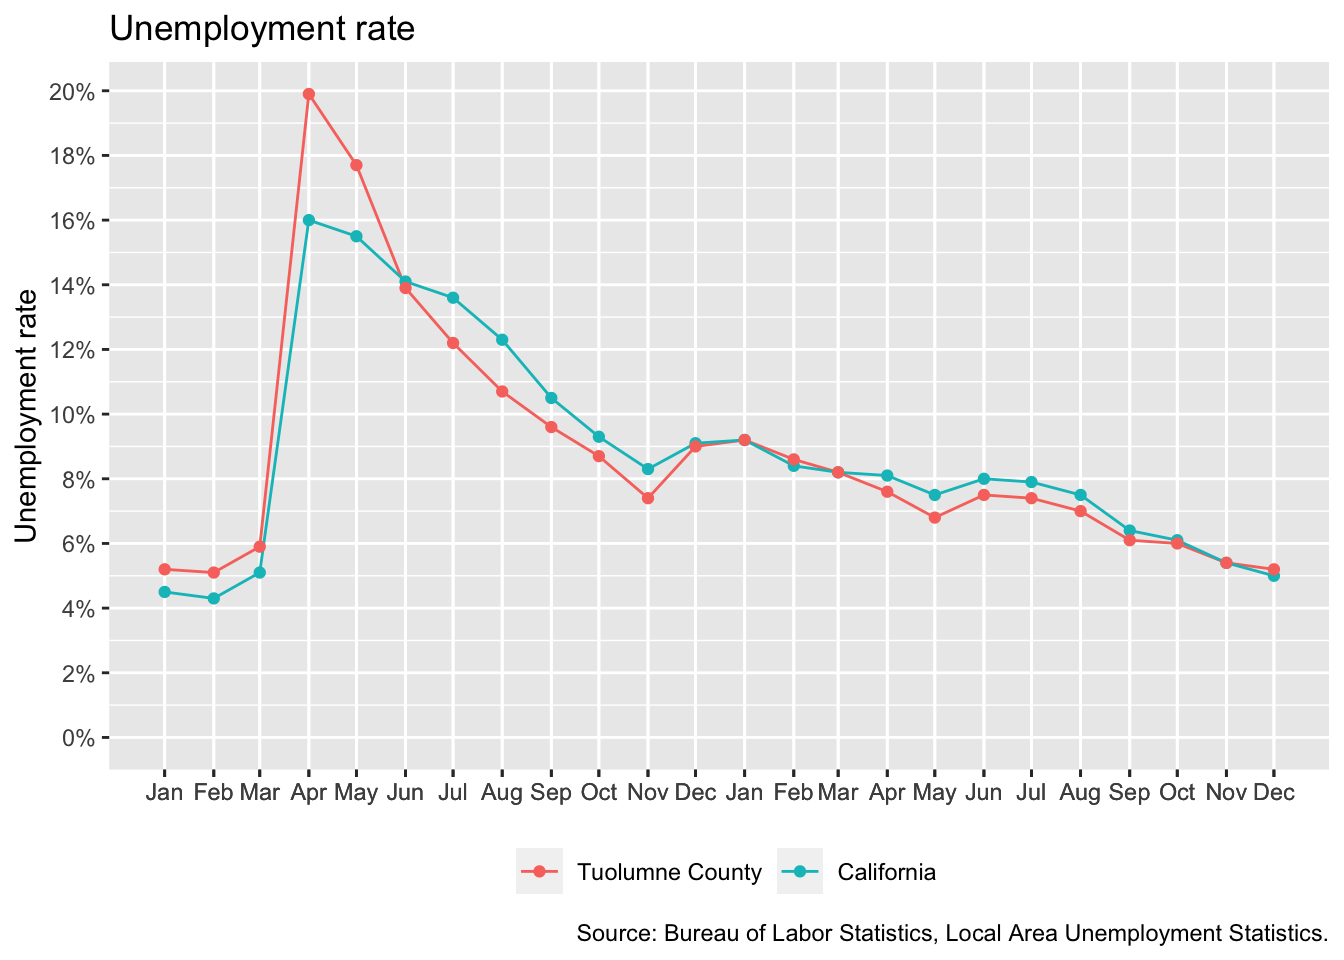 Unemployment rate
Unemployment rate
20%
18%
16%
14%
12%
10%
8%
6%
4%
2%
0%
Jan Feb Mar Apr May Jun Jul Aug Sep Oct Nov Dec Jan Feb Mar Apr May Jun Jul Aug Sep Oct Nov Dec
Tuolumne County California
Source: Bureau of Labor Statistics, Local Area Unemployment Statistics.